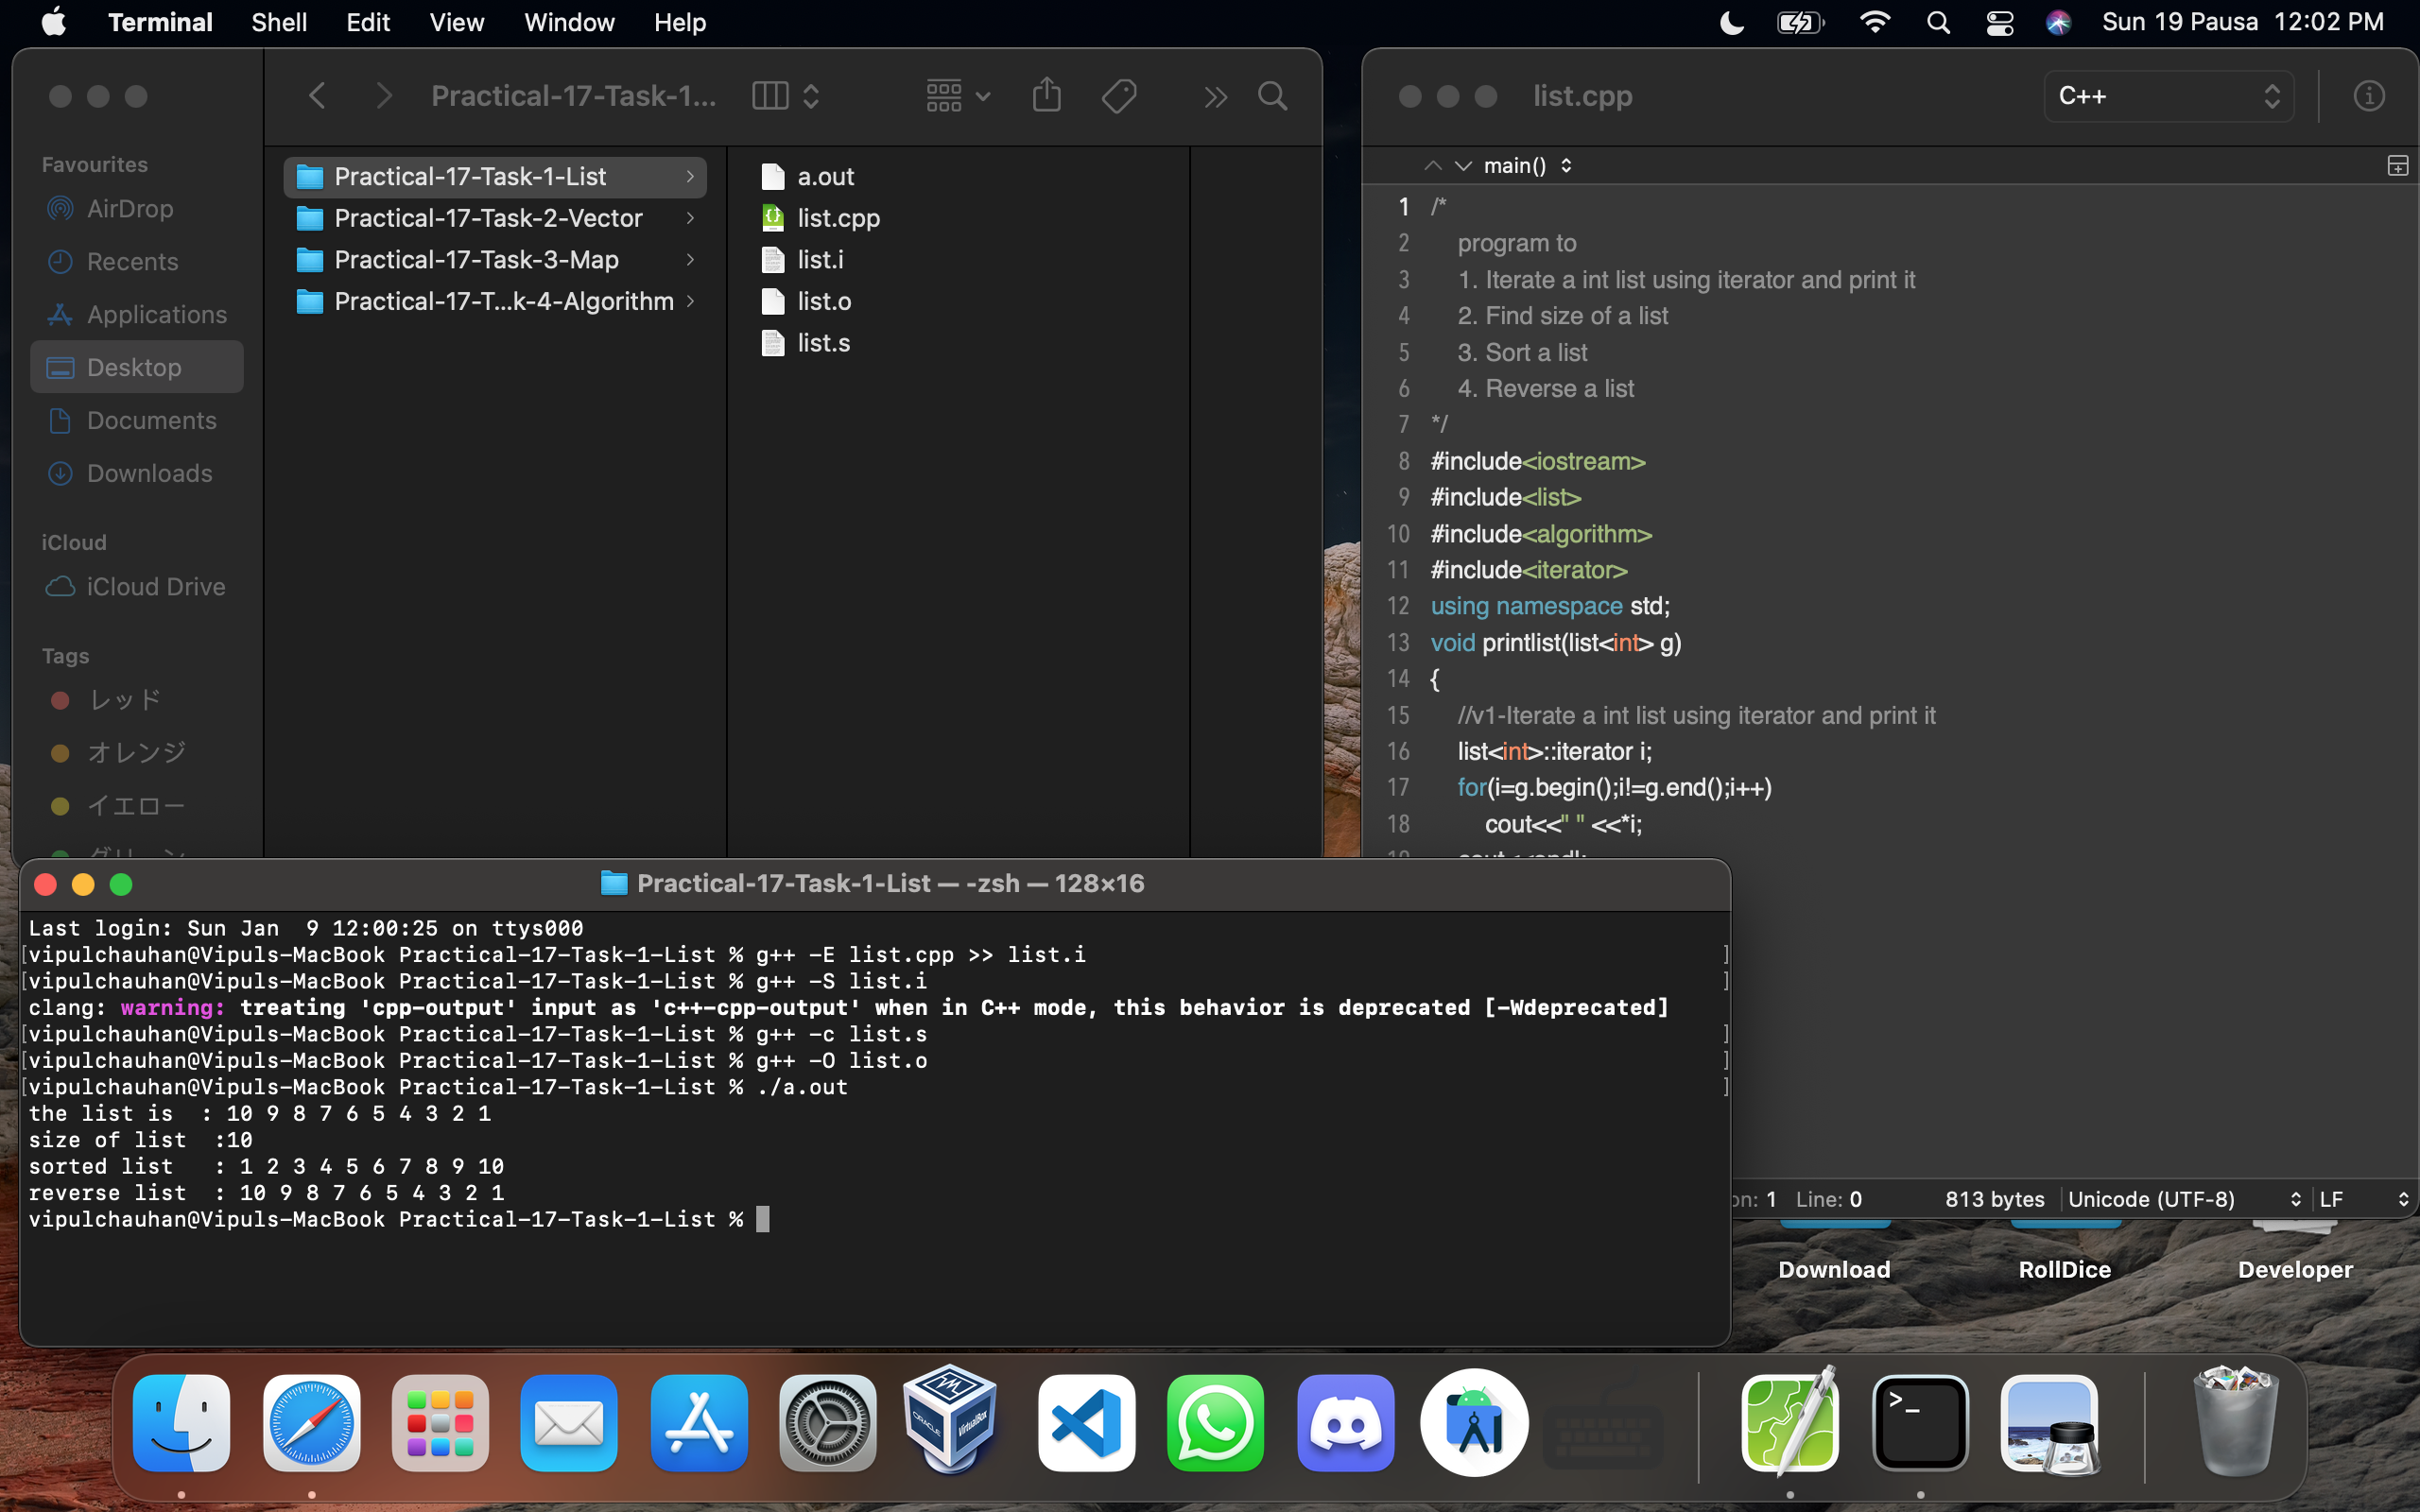 Terminal Shell Edit View Window Help Sun 19 Pausa 12:02 PM
Practical-17-Task-1...
Favourites
AirDrop
Recents
Applications
Desktop
Documents
Downloads
iCloud
iCloud Drive
Tags
レッド
オレンジ
イエロー
グリーン
Practical-17-Task-1-List
Practical-17-Task-2-Vector
Practical-17-Task-3-Map
Practical-17-T...k-4-Algorithm
a.out
list.cpp
list.i
list.o
list.s
list.cpp C++
main()
1 /*
2 program to
3 1. Iterate a int list using iterator and print it
4 2. Find size of a list
5 3. Sort a list
6 4. Reverse a list
7 */
8 #include<iostream>
9 #include<list>
10 #include<algorithm>
11 #include<iterator>
12 using namespace std;
13 void printlist(list<int> g)
14 {
15 //v1-Iterate a int list using iterator and print it
16 list<int>::iterator i;
17 for(i=g.begin();i!=g.end();i++)
18 cout<<" " <<*i;
on: 1 Line: 0 813 bytes Unicode (UTF-8) LF
Practical-17-Task-1-List — -zsh — 128×16
Last login: Sun Jan  9 12:00:25 on ttys000
[vipulchauhan@Vipuls-MacBook Practical-17-Task-1-List % g++ -E list.cpp >> list.i ]
[vipulchauhan@Vipuls-MacBook Practical-17-Task-1-List % g++ -S list.i ]
clang: warning: treating 'cpp-output' input as 'c++-cpp-output' when in C++ mode, this behavior is deprecated [-Wdeprecated]
[vipulchauhan@Vipuls-MacBook Practical-17-Task-1-List % g++ -c list.s ]
[vipulchauhan@Vipuls-MacBook Practical-17-Task-1-List % g++ -O list.o ]
[vipulchauhan@Vipuls-MacBook Practical-17-Task-1-List % ./a.out ]
the list is  : 10 9 8 7 6 5 4 3 2 1
size of list  :10
sorted list   : 1 2 3 4 5 6 7 8 9 10
reverse list  : 10 9 8 7 6 5 4 3 2 1
vipulchauhan@Vipuls-MacBook Practical-17-Task-1-List %
Download
RollDice
Developer
ORACLE
VirtualBox
>_